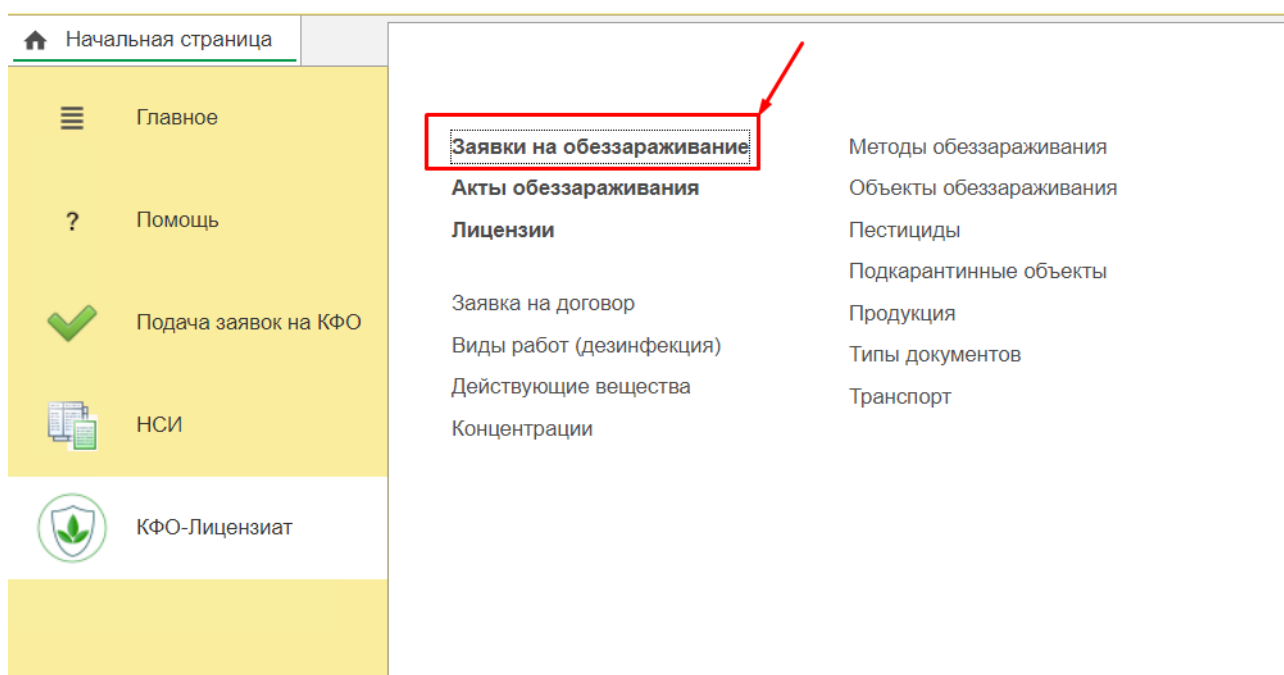 Начальная страница
Главное
? Помощь
Подача заявок на КФО
НСИ
КФО-Лицензиат
Заявки на обеззараживание
Акты обеззараживания
Лицензии
Заявка на договор
Виды работ (дезинфекция)
Действующие вещества
Концентрации
Методы обеззараживания
Объекты обеззараживания
Пестициды
Подкарантинные объекты
Продукция
Типы документов
Транспорт